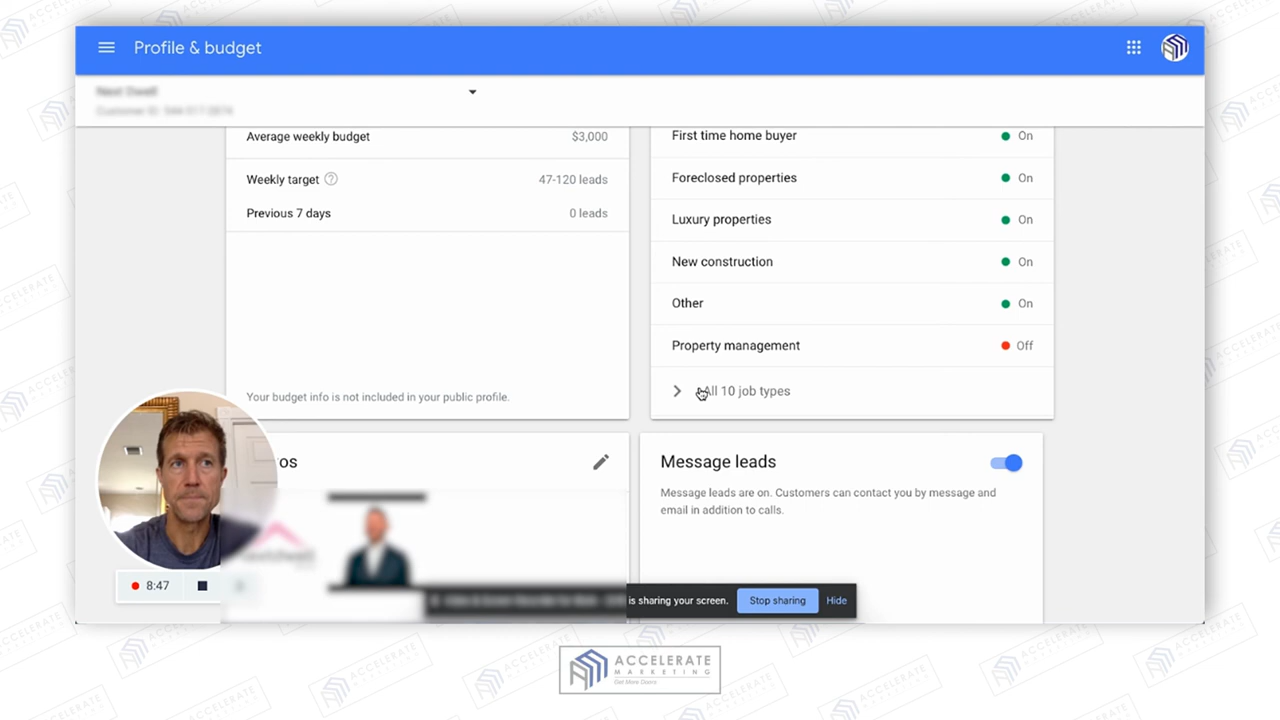 Profile & budget
Average weekly budget $3,000
Weekly target 47-120 leads
Previous 7 days 0 leads
Your budget info is not included in your public profile.
First time home buyer On
Foreclosed properties On
Luxury properties On
New construction On
Other On
Property management Off
All 10 job types
os
Message leads
Message leads are on. Customers can contact you by message and
email in addition to calls.
8:47
is sharing your screen. Stop sharing Hide
ACCELERATE
MARKETING
Get More Doors